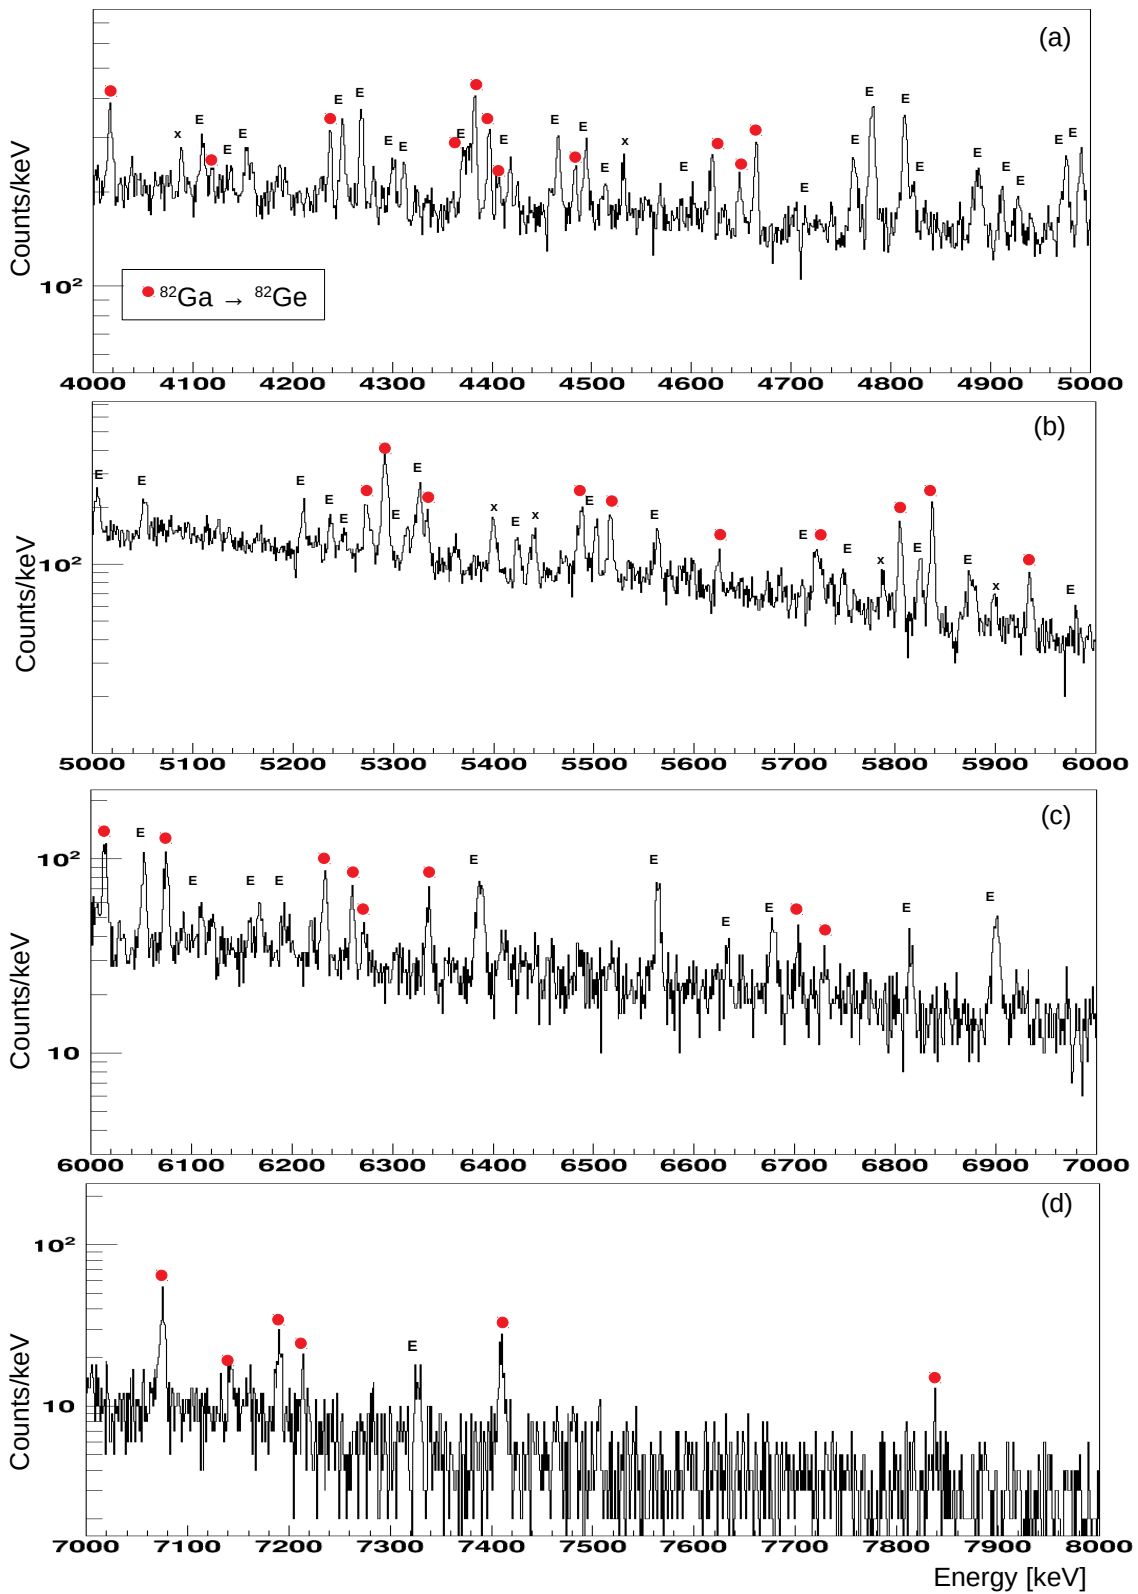 (a)
E E E E E E E E E E E E E E E E E E E E E E E
x x
Counts/keV
10²
⁸²Ga → ⁸²Ge
4000 4100 4200 4300 4400 4500 4600 4700 4800 4900 5000
(b)
E E E E E E E E E E E E E E
x x x x
Counts/keV
10²
5000 5100 5200 5300 5400 5500 5600 5700 5800 5900 6000
(c)
E E E E E E E E E E
Counts/keV
10²
10
6000 6100 6200 6300 6400 6500 6600 6700 6800 6900 7000
(d)
E
Counts/keV
10²
10
7000 7100 7200 7300 7400 7500 7600 7700 7800 7900 8000
Energy [keV]